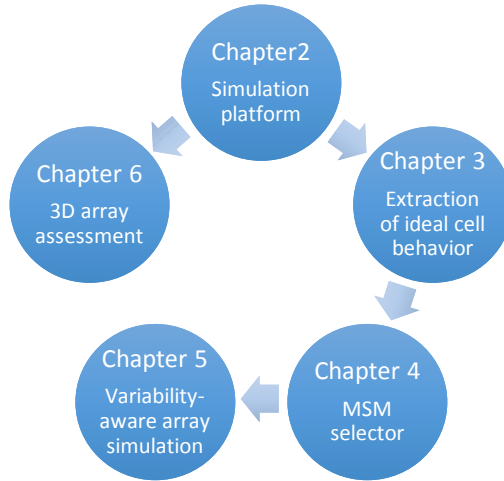 Chapter2
Simulation
platform
Chapter 6
3D array
assessment
Chapter 3
Extraction
of ideal cell
behavior
Chapter 5
Variability-
aware array
simulation
Chapter 4
MSM
selector